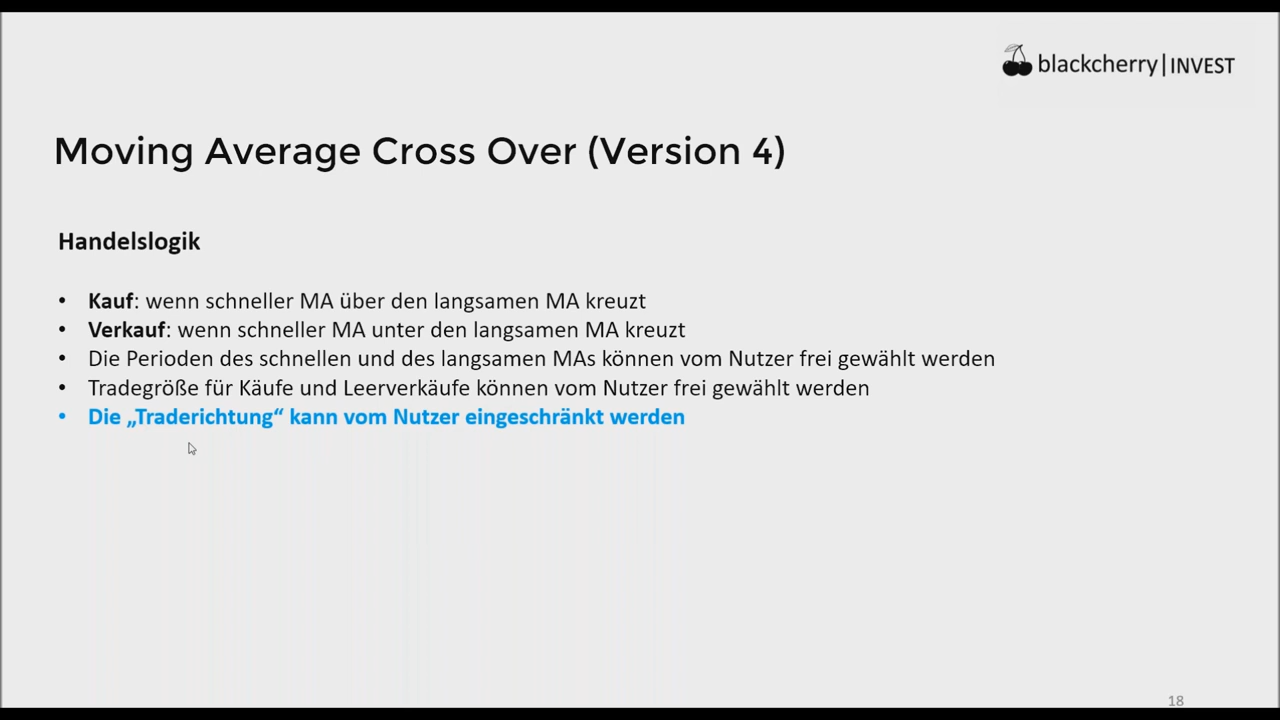 blackcherry|INVEST
Moving Average Cross Over (Version 4)
Handelslogik
• Kauf: wenn schneller MA über den langsamen MA kreuzt
• Verkauf: wenn schneller MA unter den langsamen MA kreuzt
• Die Perioden des schnellen und des langsamen MAs können vom Nutzer frei gewählt werden
• Tradegröße für Käufe und Leerverkäufe können vom Nutzer frei gewählt werden
• Die „Traderichtung“ kann vom Nutzer eingeschränkt werden
18